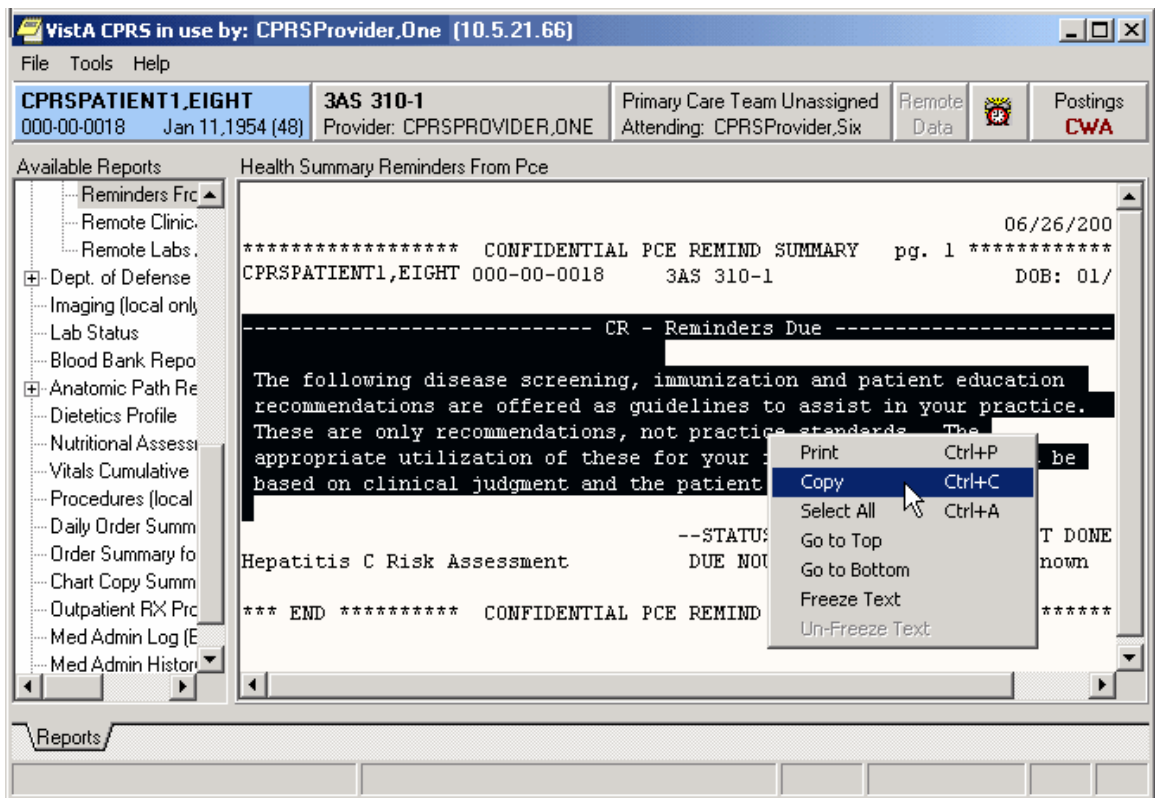 VistA CPRS in use by: CPRSProvider,One (10.5.21.66)
File Tools Help
CPRSPATIENT1,EIGHT
000-00-0018 Jan 11,1954 (48)
3AS 310-1
Provider: CPRSPROVIDER,ONE
Primary Care Team Unassigned
Attending: CPRSProvider,Six
Remote
Data
Postings
CWA
Available Reports
Reminders Frc
Remote Clinic
Remote Labs
Dept. of Defense
Imaging (local only
Lab Status
Blood Bank Repo
Anatomic Path Re
Dietetics Profile
Nutritional Assess
Vitals Cumulative
Procedures (local
Daily Order Summ
Order Summary fo
Chart Copy Summ
Outpatient RX Pro
Med Admin Log (E
Med Admin Histor
Health Summary Reminders From Pce
06/26/200
****************** CONFIDENTIAL PCE REMIND SUMMARY pg. 1 ************
CPRSPATIENT1,EIGHT 000-00-0018 3AS 310-1 DOB: 01/
----------------------------- CR - Reminders Due -----------------------
The following disease screening, immunization and patient education
recommendations are offered as guidelines to assist in your practice.
These are only recommendations, not practice standards. The
appropriate utilization of these for your be
based on clinical judgment and the patient
--STATUS T DONE
Hepatitis C Risk Assessment DUE NOW nown
*** END ********** CONFIDENTIAL PCE REMIND ******
Print Ctrl+P
Copy Ctrl+C
Select All Ctrl+A
Go to Top
Go to Bottom
Freeze Text
Un-Freeze Text
Reports